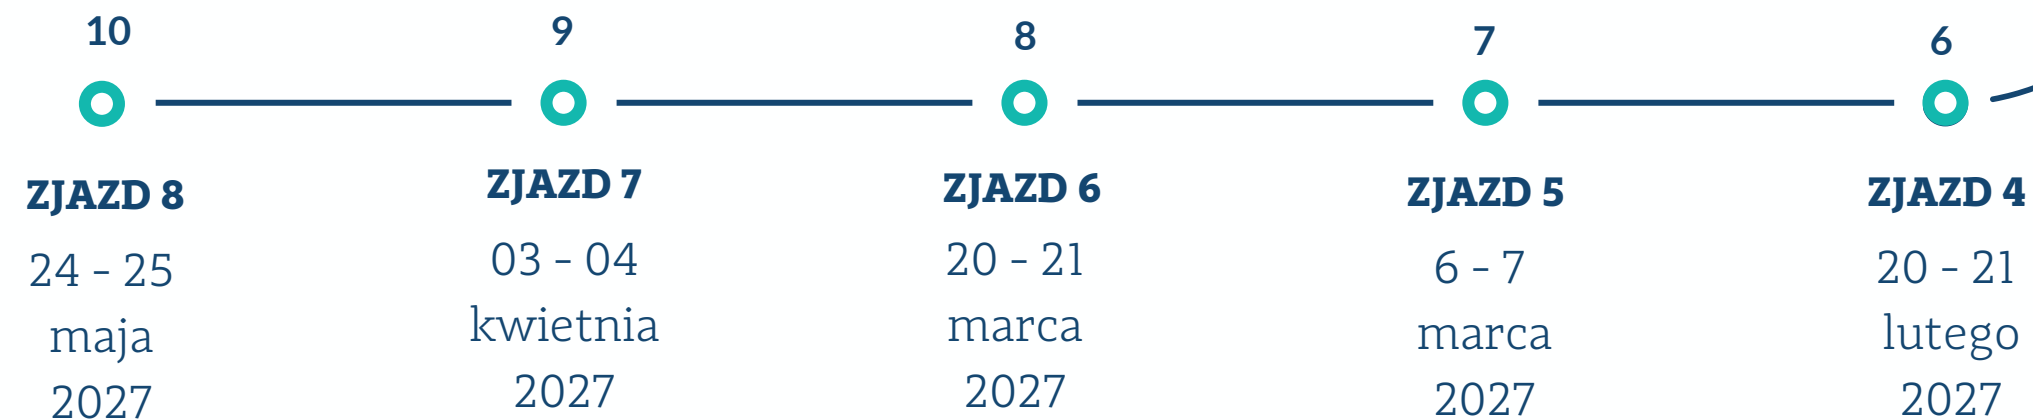 10
ZJAZD 8
24 - 25
maja
2027
9
ZJAZD 7
03 - 04
kwietnia
2027
8
ZJAZD 6
20 - 21
marca
2027
7
ZJAZD 5
6 - 7
marca
2027
6
ZJAZD 4
20 - 21
lutego
2027